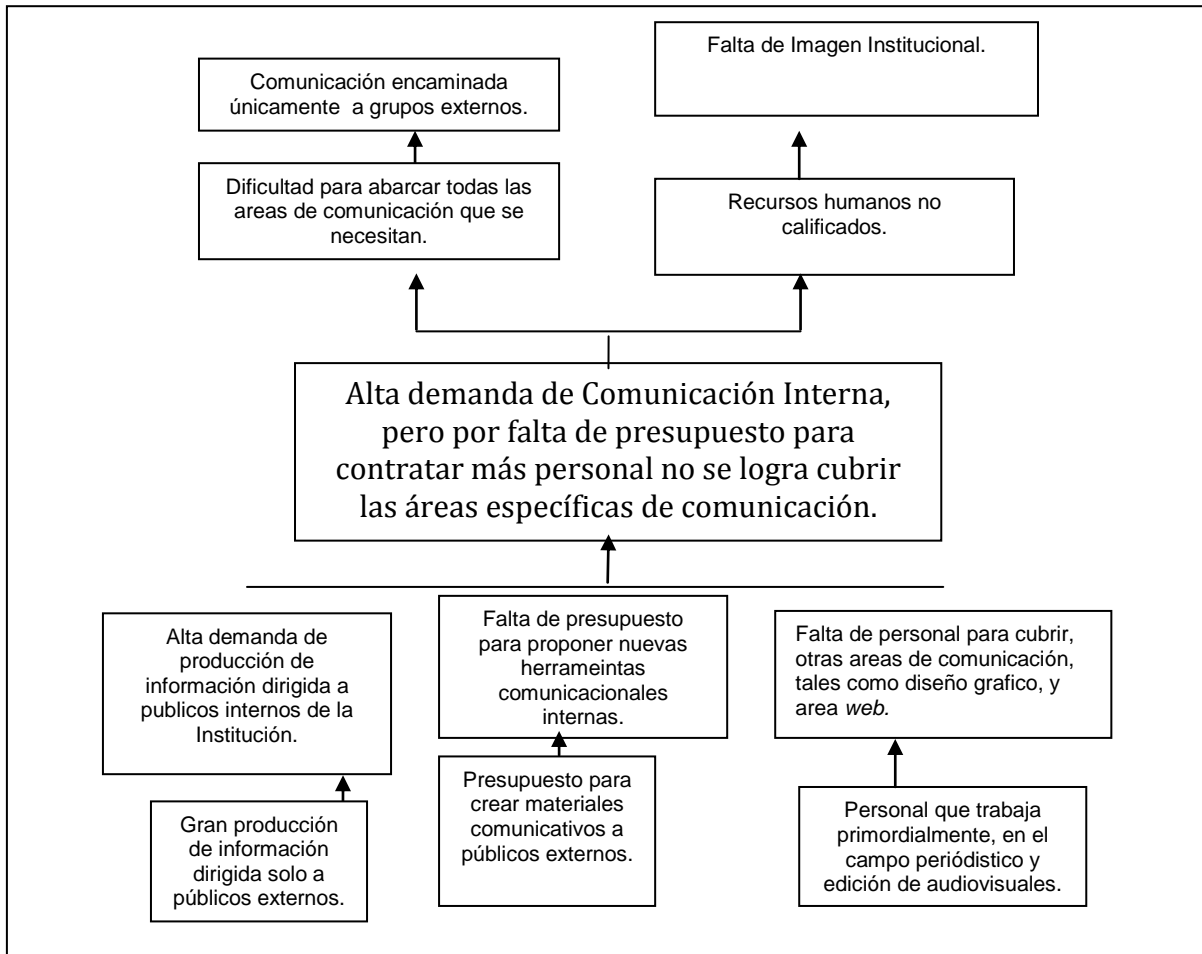 Falta de Imagen Institucional.
Comunicación encaminada
únicamente a grupos externos.
Dificultad para abarcar todas las
areas de comunicación que se
necesitan.
Recursos humanos no
calificados.
Alta demanda de Comunicación Interna,
pero por falta de presupuesto para
contratar más personal no se logra cubrir
las áreas específicas de comunicación.
Alta demanda de
producción de
información dirigida a
publicos internos de la
Institución.
Falta de presupuesto
para proponer nuevas
herrameintas
comunicacionales
internas.
Falta de personal para cubrir,
otras areas de comunicación,
tales como diseño grafico, y
area web.
Gran producción
de información
dirigida solo a
públicos externos.
Presupuesto para
crear materiales
comunicativos a
públicos externos.
Personal que trabaja
primordialmente, en el
campo periódistico y
edición de audiovisuales.